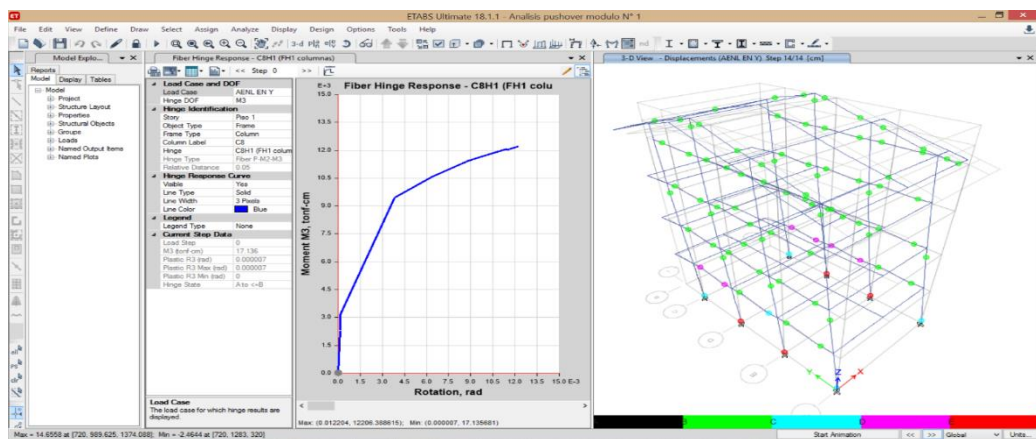 ETABS Ultimate 18.1.1 - Analisis pushover modulo N° 1
File Edit View Define Draw Select Assign Analyze Display Design Options Tools Help
Model Explo...
Fiber Hinge Response - C8H1 (FH1 columnas)
3-D View - Displacements (AENL EN Y) Step 14/14 [cm]
Reports
Model Display Tables
Model
Project
Structure Layout
Properties
Structural Objects
Groups
Loads
Named Output Items
Named Plots
<< Step 0 >>
Load Case and DOF
Load Case AENL EN Y
Hinge DOF M3
Hinge Identification
Story Piso 1
Object Type Frame
Frame Type Column
Column Label C8
Hinge C8H1 (FH1 colum
Hinge Type Fiber P-M2-M3
Relative Distance 0.05
Hinge Response Curve
Visible Yes
Line Type Solid
Line Width 3 Pixels
Line Color Blue
Legend
Legend Type None
Current Step Data
Load Step 0
M3 (tonf-cm) 17.136
Plastic R3 (rad) 0.000007
Plastic R3 Max (rad) 0.000007
Plastic R3 Min (rad) 0
Hinge State A to <=B
Load Case
The load case for which hinge results are displayed.
Fiber Hinge Response - C8H1 (FH1 colu
E+3
15.0
13.5
12.0
10.5
9.0
7.5
6.0
4.5
3.0
1.5
0.0
Moment M3, tonf-cm
0.0 1.5 3.0 4.5 6.0 7.5 9.0 10.5 12.0 13.5 15.0 E-3
Rotation, rad
Max: (0.012204, 12206.388615); Min: (0.000007, 17.135681)
Z
Y
X
B C D E
Max = 14.6558 at [720, 989.625, 1374.088]; Min = -2.4644 at [720, 1283, 320]
Start Animation << >> Global Units...